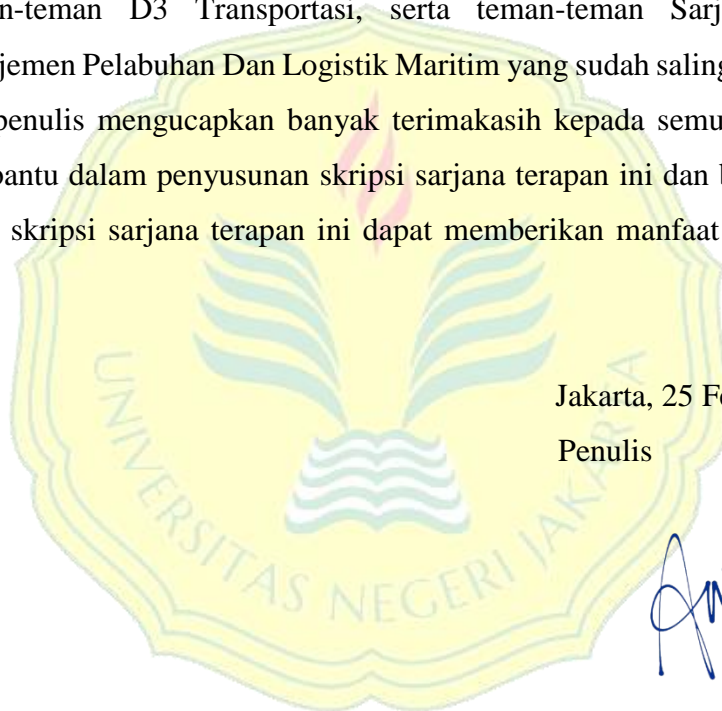 n-teman D3 Transportasi, serta teman-teman Sarj
jemen Pelabuhan Dan Logistik Maritim yang sudah saling
penulis mengucapkan banyak terimakasih kepada semu
bantu dalam penyusunan skripsi sarjana terapan ini dan b
skripsi sarjana terapan ini dapat memberikan manfaat
Jakarta, 25 Fe
Penulis
UNIVERSITAS NEGERI JAKARTA